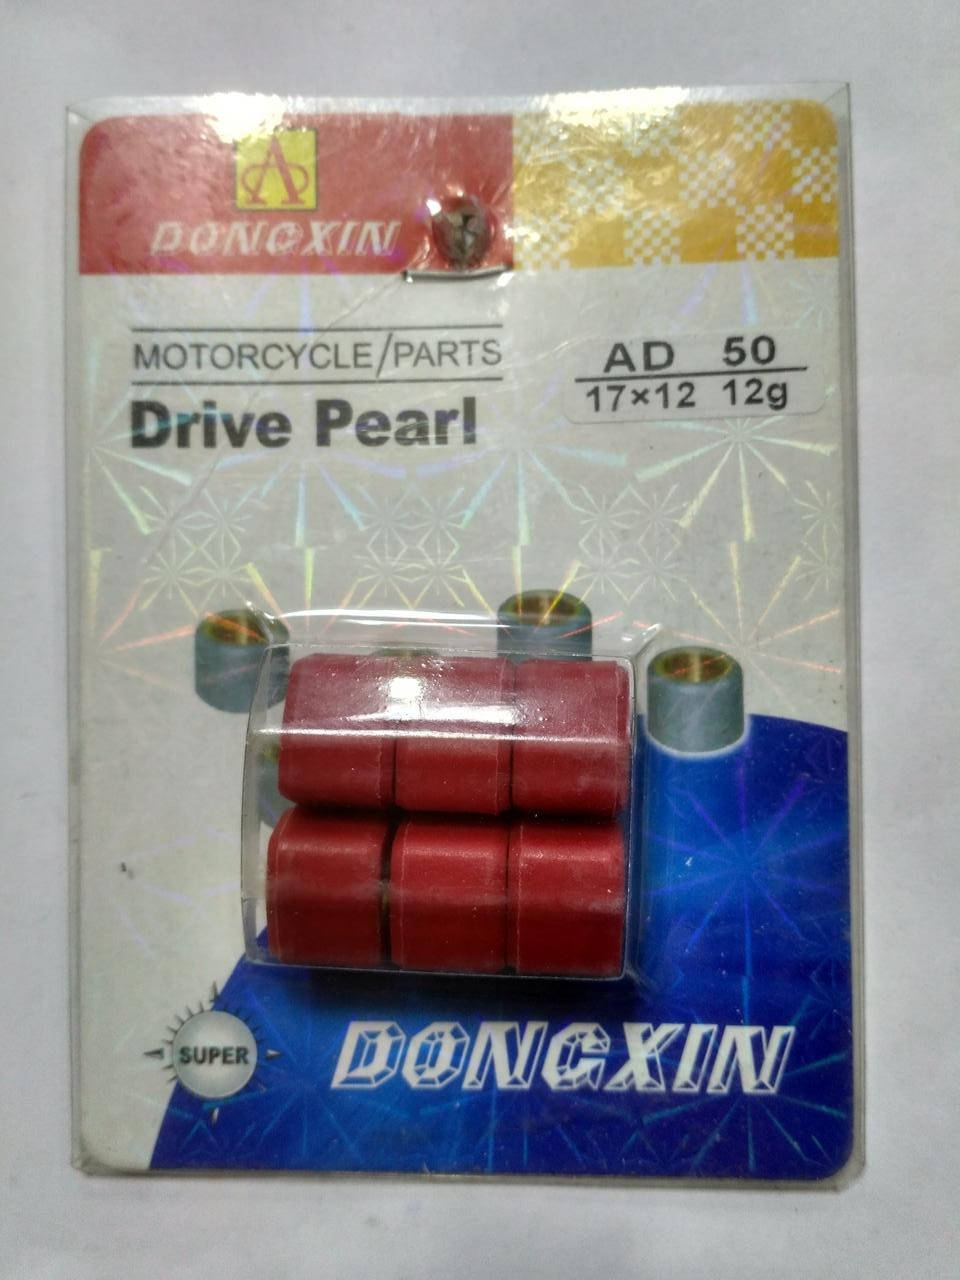 DONGXIN
MOTORCYCLE/PARTS
Drive Pearl
AD 50
17×12 12g
SUPER
DONGXIN